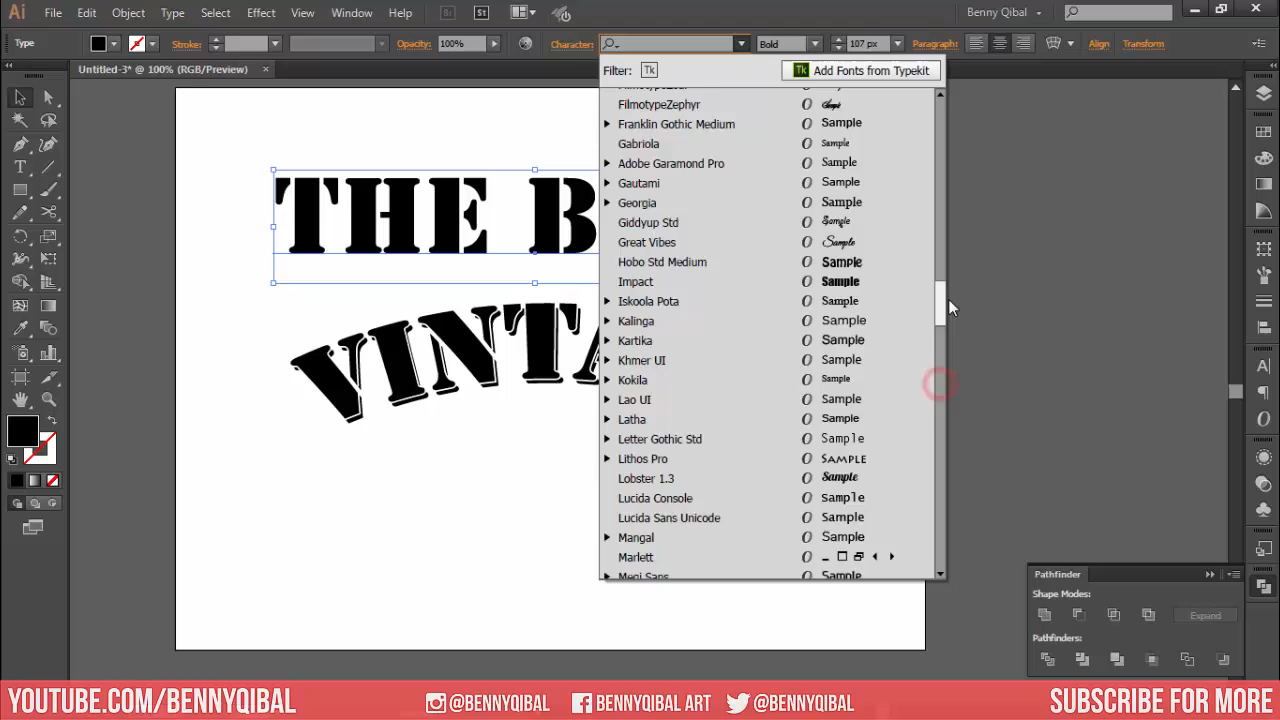 Ai File Edit Object Type Select Effect View Window Help Br St Benny Qibal
Type Stroke: Opacity: 100% Character: Bold 107 px Paragraph: Align Transform
Untitled-3* @ 100% (RGB/Preview) ×
Filter: Tk Tk Add Fonts from Typekit
FilmotypeZephyr Sample
Franklin Gothic Medium Sample
Gabriola Sample
Adobe Garamond Pro Sample
Gautami Sample
Georgia Sample
Giddyup Std Sample
Great Vibes Sample
Hobo Std Medium Sample
Impact Sample
Iskoola Pota Sample
Kalinga Sample
Kartika Sample
Khmer UI Sample
Kokila Sample
Lao UI Sample
Latha Sample
Letter Gothic Std Sample
Lithos Pro SAMPLE
Lobster 1.3 Sample
Lucida Console Sample
Lucida Sans Unicode Sample
Mangal Sample
Marlett
Meqi Sans Sample
THE B
VINTA
Pathfinder
Shape Modes:
Expand
Pathfinders:
YOUTUBE.COM/BENNYQIBAL @BENNYQIBAL BENNYQIBAL ART @BENNYQIBAL SUBSCRIBE FOR MORE